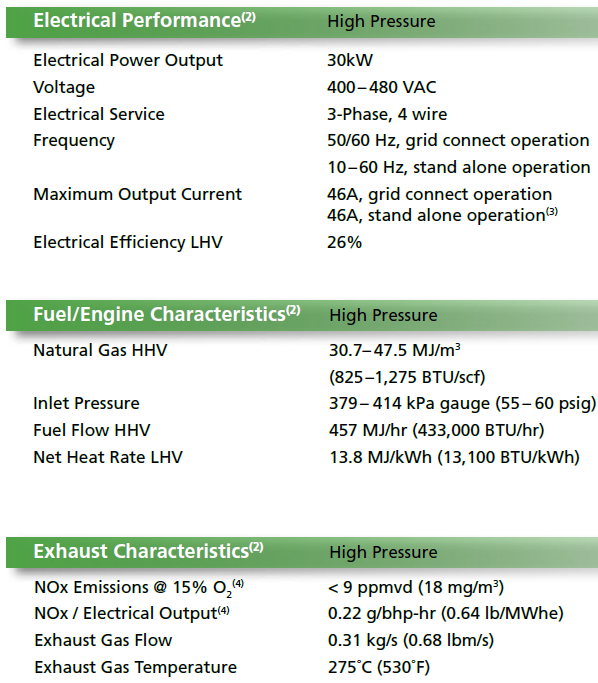 Electrical Performance(2) High Pressure
Electrical Power Output 30kW
Voltage 400–480 VAC
Electrical Service 3-Phase, 4 wire
Frequency 50/60 Hz, grid connect operation
10–60 Hz, stand alone operation
Maximum Output Current 46A, grid connect operation
46A, stand alone operation(3)
Electrical Efficiency LHV 26%
Fuel/Engine Characteristics(2) High Pressure
Natural Gas HHV 30.7–47.5 MJ/m³
(825–1,275 BTU/scf)
Inlet Pressure 379–414 kPa gauge (55–60 psig)
Fuel Flow HHV 457 MJ/hr (433,000 BTU/hr)
Net Heat Rate LHV 13.8 MJ/kWh (13,100 BTU/kWh)
Exhaust Characteristics(2) High Pressure
NOx Emissions @ 15% O₂(4) < 9 ppmvd (18 mg/m³)
NOx / Electrical Output(4) 0.22 g/bhp-hr (0.64 lb/MWhe)
Exhaust Gas Flow 0.31 kg/s (0.68 lbm/s)
Exhaust Gas Temperature 275˚C (530˚F)